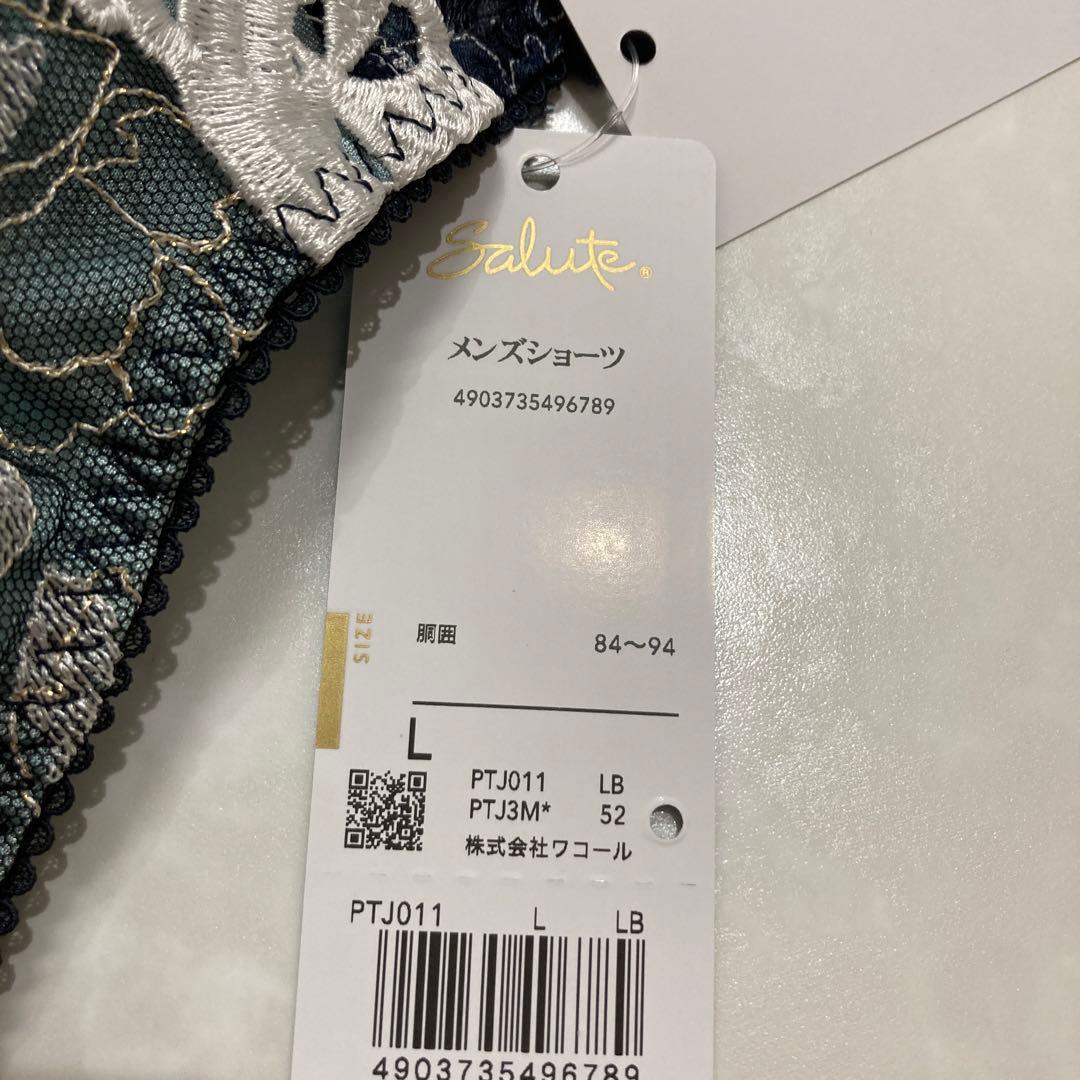 Salute®
メンズショーツ
4903735496789
SIZE
胴囲 84～94
L
PTJ011 LB
PTJ3M* 52
株式会社ワコール
PTJ011 L LB
4903735496789